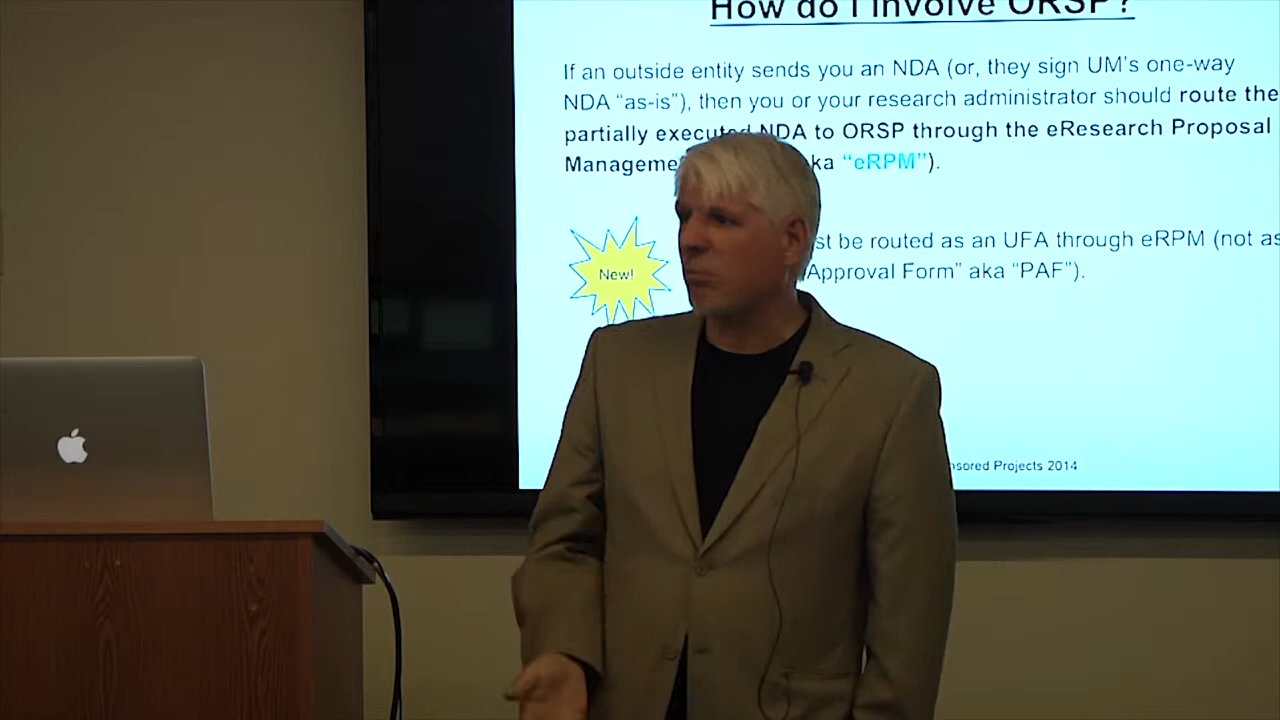 How do I involve ORSP?
If an outside entity sends you an NDA (or, they sign UM's one-way
NDA "as-is"), then you or your research administrator should route the
partially executed NDA to ORSP through the eResearch Proposal
Manageme ka "eRPM").
New!
st be routed as an UFA through eRPM (not as
Approval Form" aka "PAF").
nsored Projects 2014